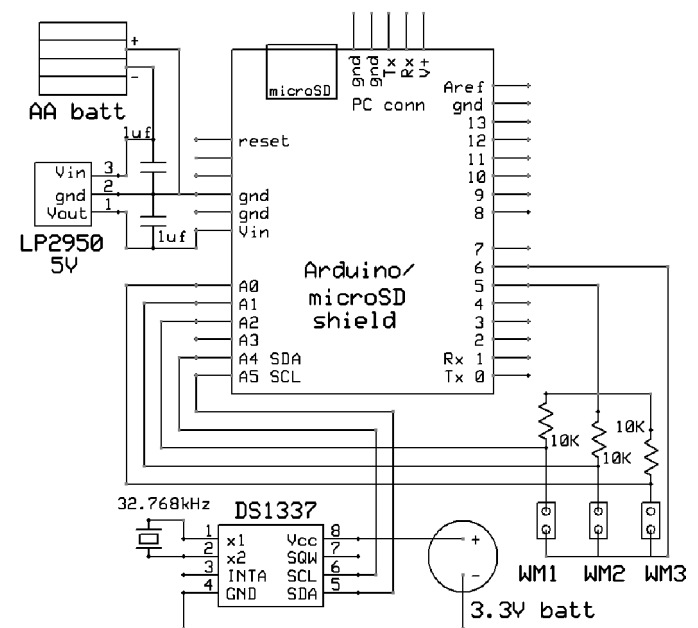 +
-
AA batt
gnd
gnd
Tx
Rx
V+
microSD
PC conn
1uf
Vin 3
gnd 2
Vout 1
LP2950
5V
1uf
reset
gnd
gnd
Vin
A0
A1
A2
A3
A4 SDA
A5 SCL
Arduino/
microSD
shield
Aref
gnd
13
12
11
10
9
8
7
6
5
4
3
2
Rx 1
Tx 0
10K
10K
10K
32.768kHz
DS1337
1 x1
2 x2
3 INTA
4 GND
Vcc 8
SQW 7
SCL 6
SDA 5
+
-
3.3V batt
WM1
WM2
WM3